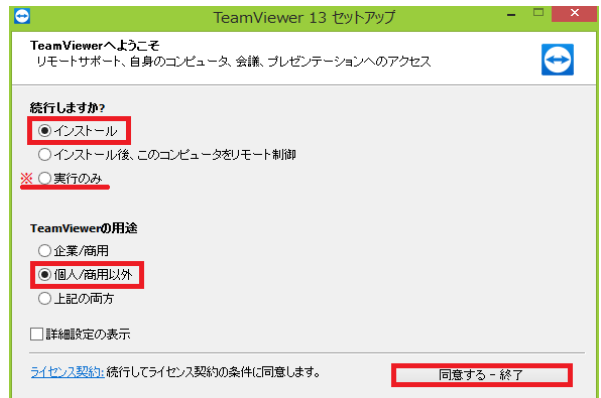 TeamViewer 13 セットアップ
TeamViewerへようこそ
リモートサポート、自身のコンピュータ、会議、プレゼンテーションへのアクセス
続行しますか?
インストール
インストール後、このコンピュータをリモート制御
※ 実行のみ
TeamViewerの用途
企業/商用
個人/商用以外
上記の両方
詳細設定の表示
ライセンス契約: 続行してライセンス契約の条件に同意します。
同意する - 終了